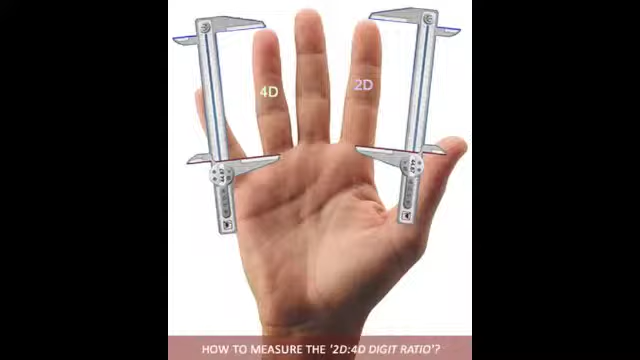 4D
2D
HOW TO MEASURE THE '2D:4D DIGIT RATIO'?